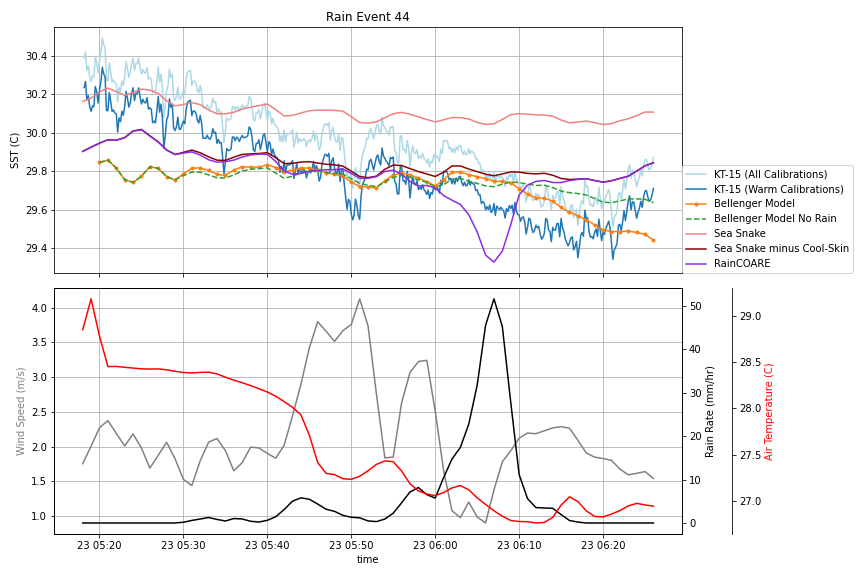 Rain Event 44
SST (C)
30.4
30.2
30.0
29.8
29.6
29.4
KT-15 (All Calibrations)
KT-15 (Warm Calibrations)
Bellenger Model
Bellenger Model No Rain
Sea Snake
Sea Snake minus Cool-Skin
RainCOARE
Wind Speed (m/s)
4.0
3.5
3.0
2.5
2.0
1.5
1.0
50
40
30
20
10
0
Rain Rate (mm/hr)
29.0
28.5
28.0
27.5
27.0
Air Temperature (C)
23 05:20
23 05:30
23 05:40
23 05:50
23 06:00
23 06:10
23 06:20
time